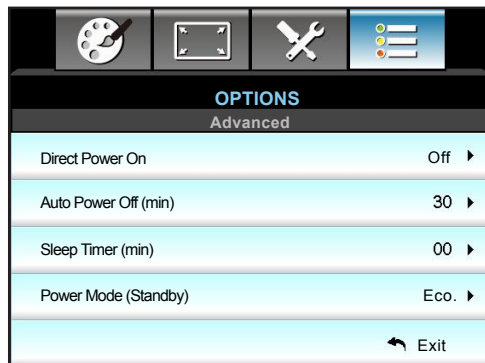 OPTIONS
Advanced
Direct Power On Off
Auto Power Off (min) 30
Sleep Timer (min) 00
Power Mode (Standby) Eco.
Exit